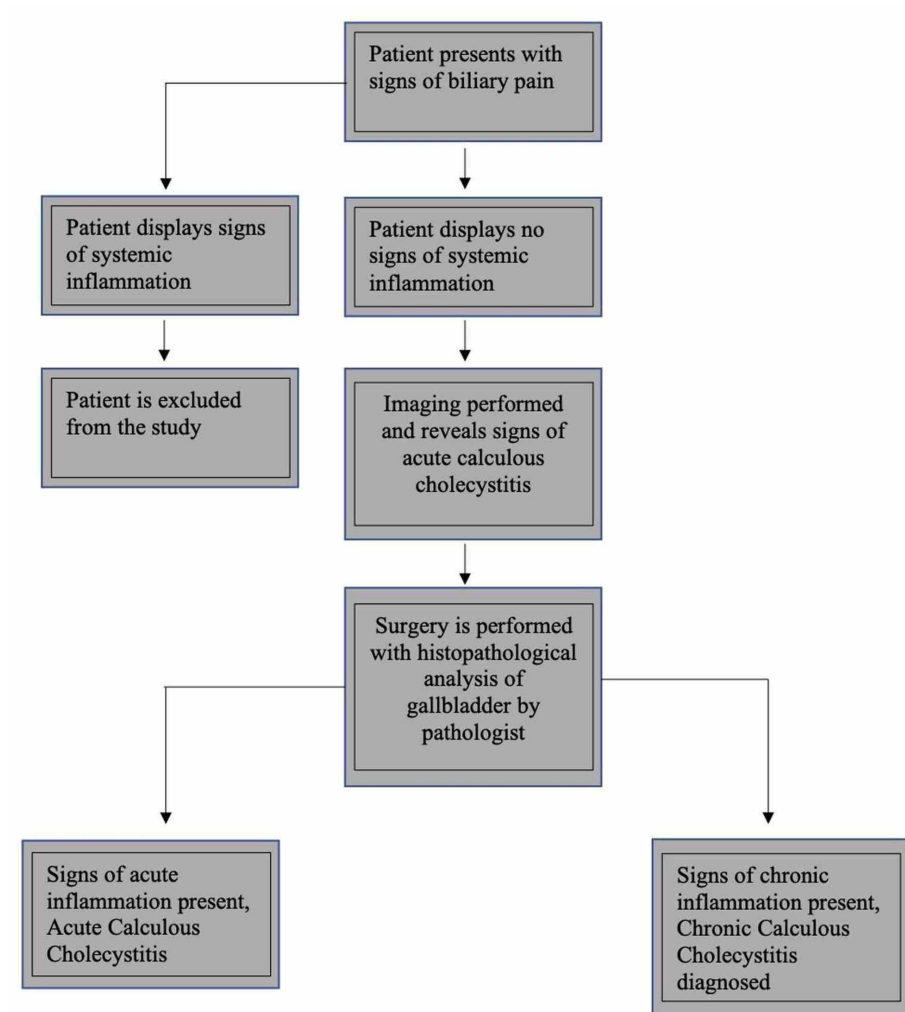 Patient presents with
signs of biliary pain
Patient displays signs
of systemic
inflammation
Patient displays no
signs of systemic
inflammation
Patient is excluded
from the study
Imaging performed
and reveals signs of
acute calculous
cholecystitis
Surgery is performed
with histopathological
analysis of
gallbladder by
pathologist
Signs of acute
inflammation present,
Acute Calculous
Cholecystitis
Signs of chronic
inflammation present,
Chronic Calculous
Cholecystitis
diagnosed